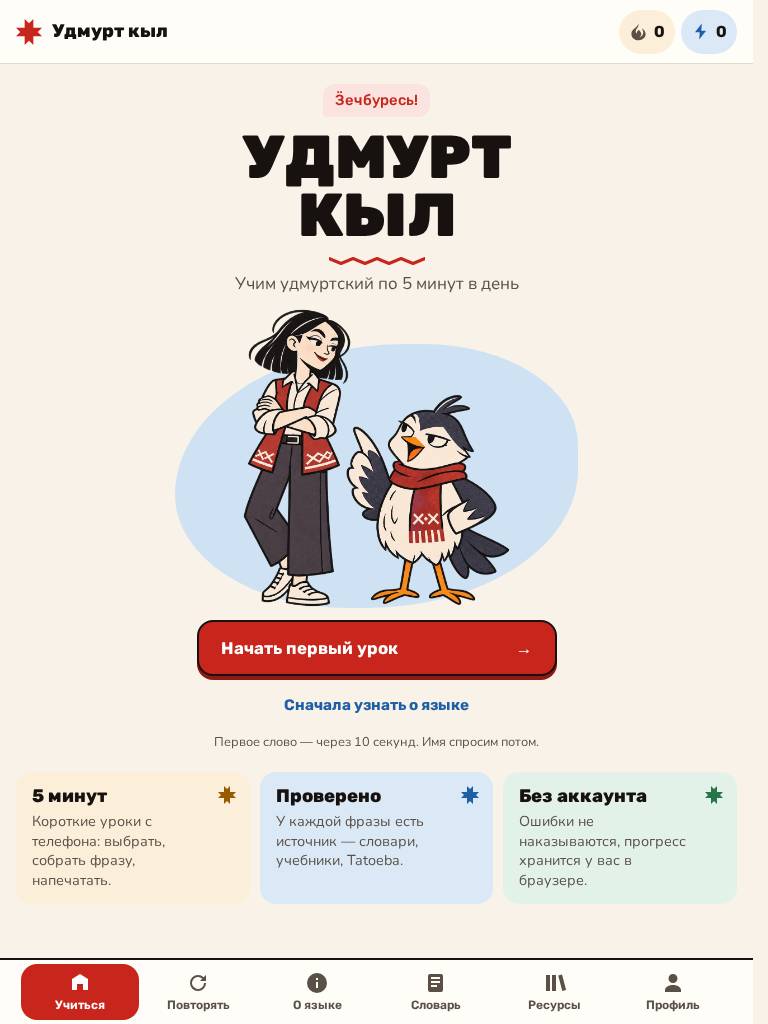 Удмурт кыл
0
0
Ӟечбуресь!
УДМУРТ
КЫЛ
Учим удмуртский по 5 минут в день
Начать первый урок →
Сначала узнать о языке
Первое слово — через 10 секунд. Имя спросим потом.
5 минут
Короткие уроки с
телефона: выбрать,
собрать фразу,
напечатать.
Проверено
У каждой фразы есть
источник — словари,
учебники, Tatoeba.
Без аккаунта
Ошибки не
наказываются, прогресс
хранится у вас в
браузере.
Учиться
Повторять
О языке
Словарь
Ресурсы
Профиль